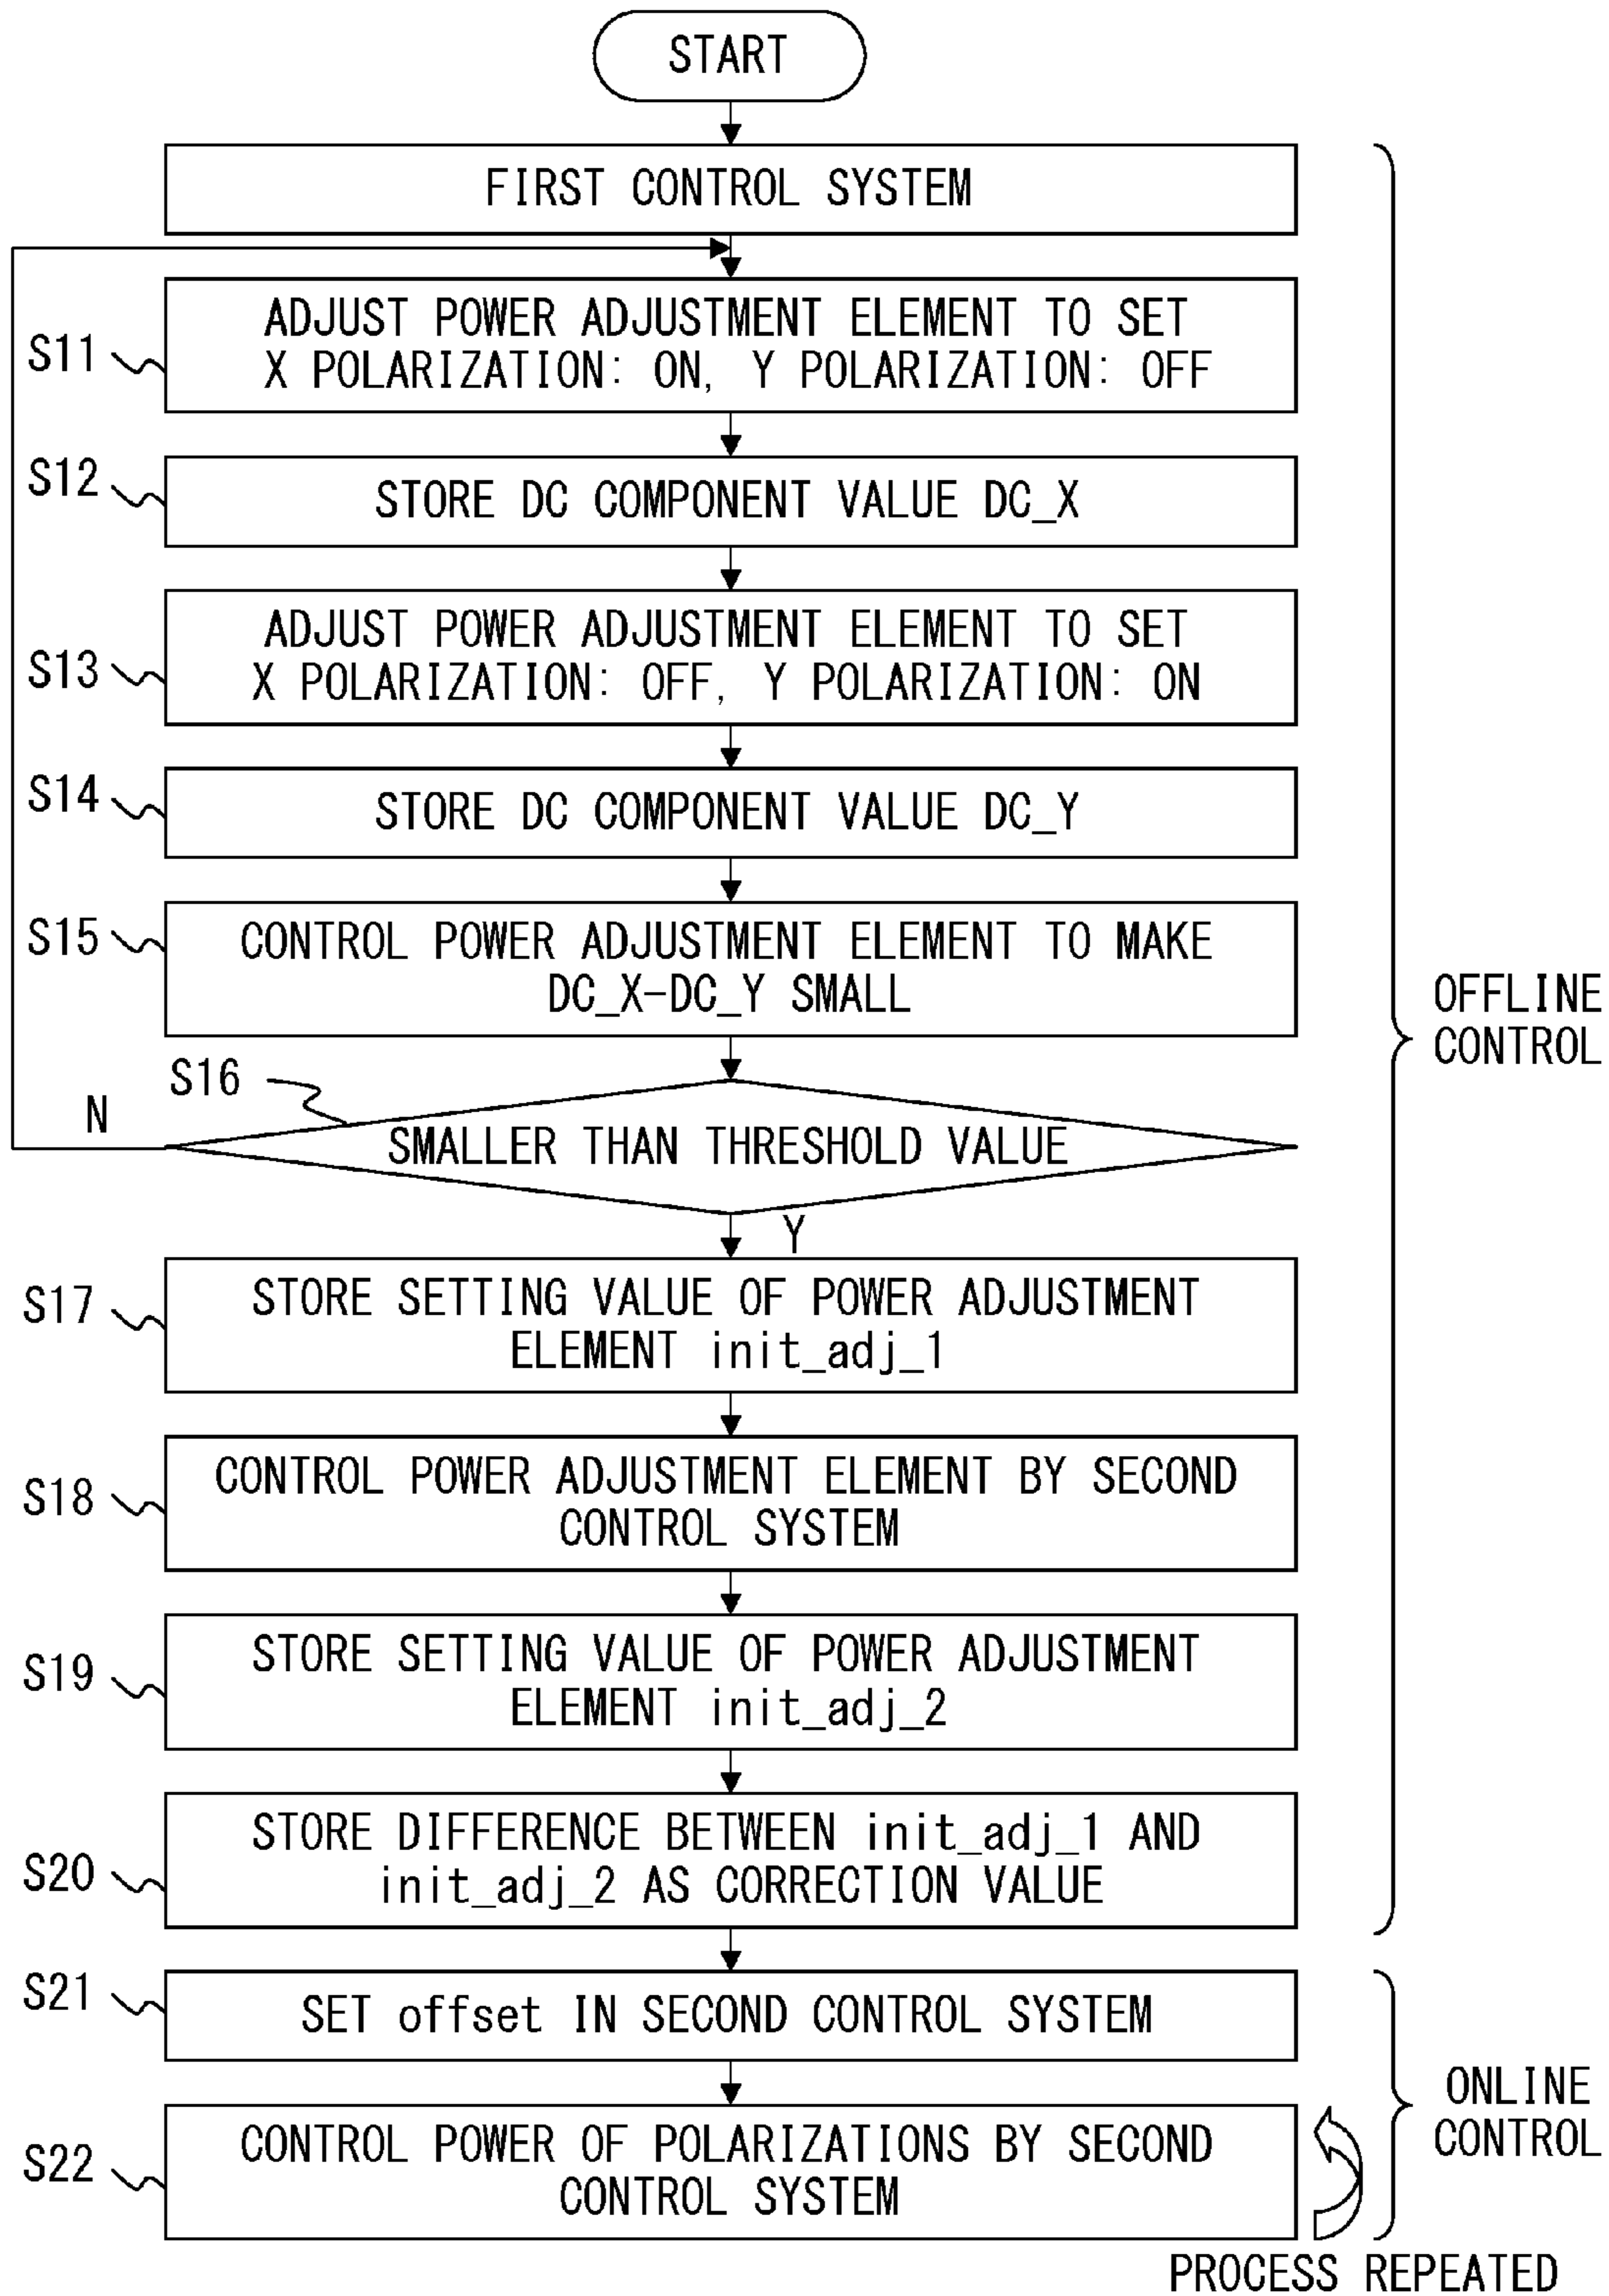 START
FIRST CONTROL SYSTEM
S11
ADJUST POWER ADJUSTMENT ELEMENT TO SET
X POLARIZATION: ON, Y POLARIZATION: OFF
S12
STORE DC COMPONENT VALUE DC_X
S13
ADJUST POWER ADJUSTMENT ELEMENT TO SET
X POLARIZATION: OFF, Y POLARIZATION: ON
S14
STORE DC COMPONENT VALUE DC_Y
S15
CONTROL POWER ADJUSTMENT ELEMENT TO MAKE
DC_X-DC_Y SMALL
OFFLINE
CONTROL
S16
N
SMALLER THAN THRESHOLD VALUE
Y
S17
STORE SETTING VALUE OF POWER ADJUSTMENT
ELEMENT init_adj_1
S18
CONTROL POWER ADJUSTMENT ELEMENT BY SECOND
CONTROL SYSTEM
S19
STORE SETTING VALUE OF POWER ADJUSTMENT
ELEMENT init_adj_2
S20
STORE DIFFERENCE BETWEEN init_adj_1 AND
init_adj_2 AS CORRECTION VALUE
S21
SET offset IN SECOND CONTROL SYSTEM
ONLINE
CONTROL
S22
CONTROL POWER OF POLARIZATIONS BY SECOND
CONTROL SYSTEM
PROCESS REPEATED